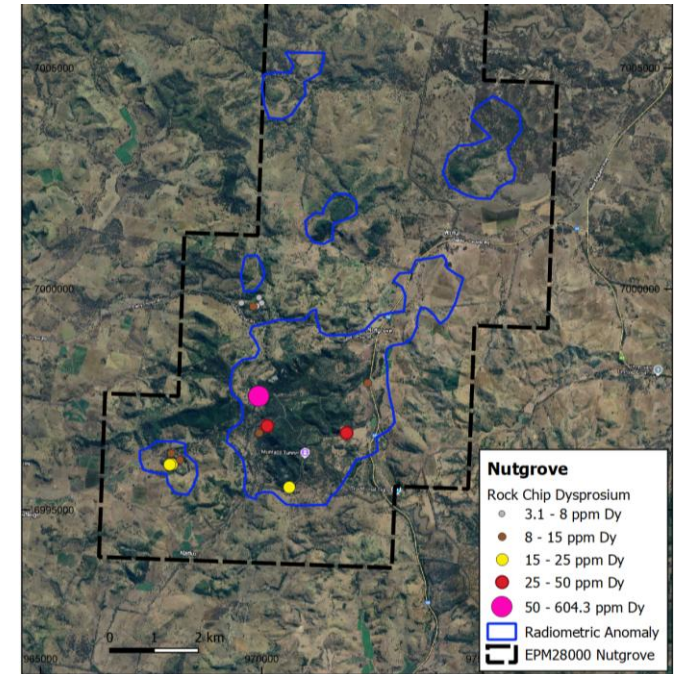 7005000
7005000
7000000
7000000
Nutgrove
6995000
0 1 2 km
965000
970000
Nutgrove
Rock Chip Dysprosium
3.1 - 8 ppm Dy
8 - 15 ppm Dy
15 - 25 ppm Dy
25 - 50 ppm Dy
50 - 604.3 ppm Dy
Radiometric Anomaly
EPM28000 Nutgrove